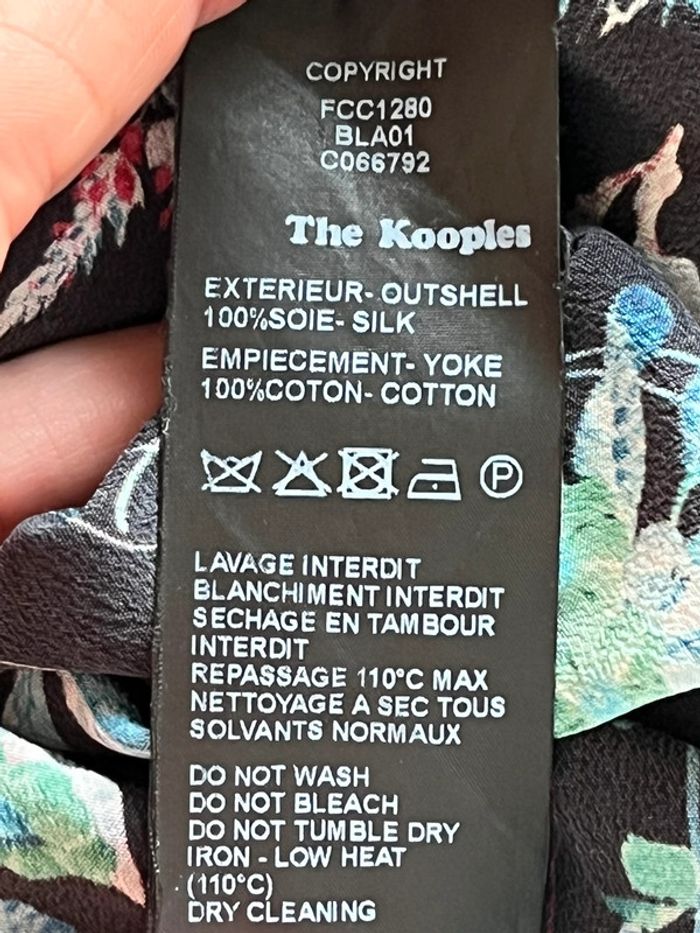 COPYRIGHT
FCC1280
BLA01
C066792
The Kooples
EXTERIEUR- OUTSHELL
100%SOIE- SILK
EMPIECEMENT- YOKE
100%COTON- COTTON
P
LAVAGE INTERDIT
BLANCHIMENT INTERDIT
SECHAGE EN TAMBOUR
INTERDIT
REPASSAGE 110°C MAX
NETTOYAGE A SEC TOUS
SOLVANTS NORMAUX
DO NOT WASH
DO NOT BLEACH
DO NOT TUMBLE DRY
IRON - LOW HEAT
(110°C)
DRY CLEANING